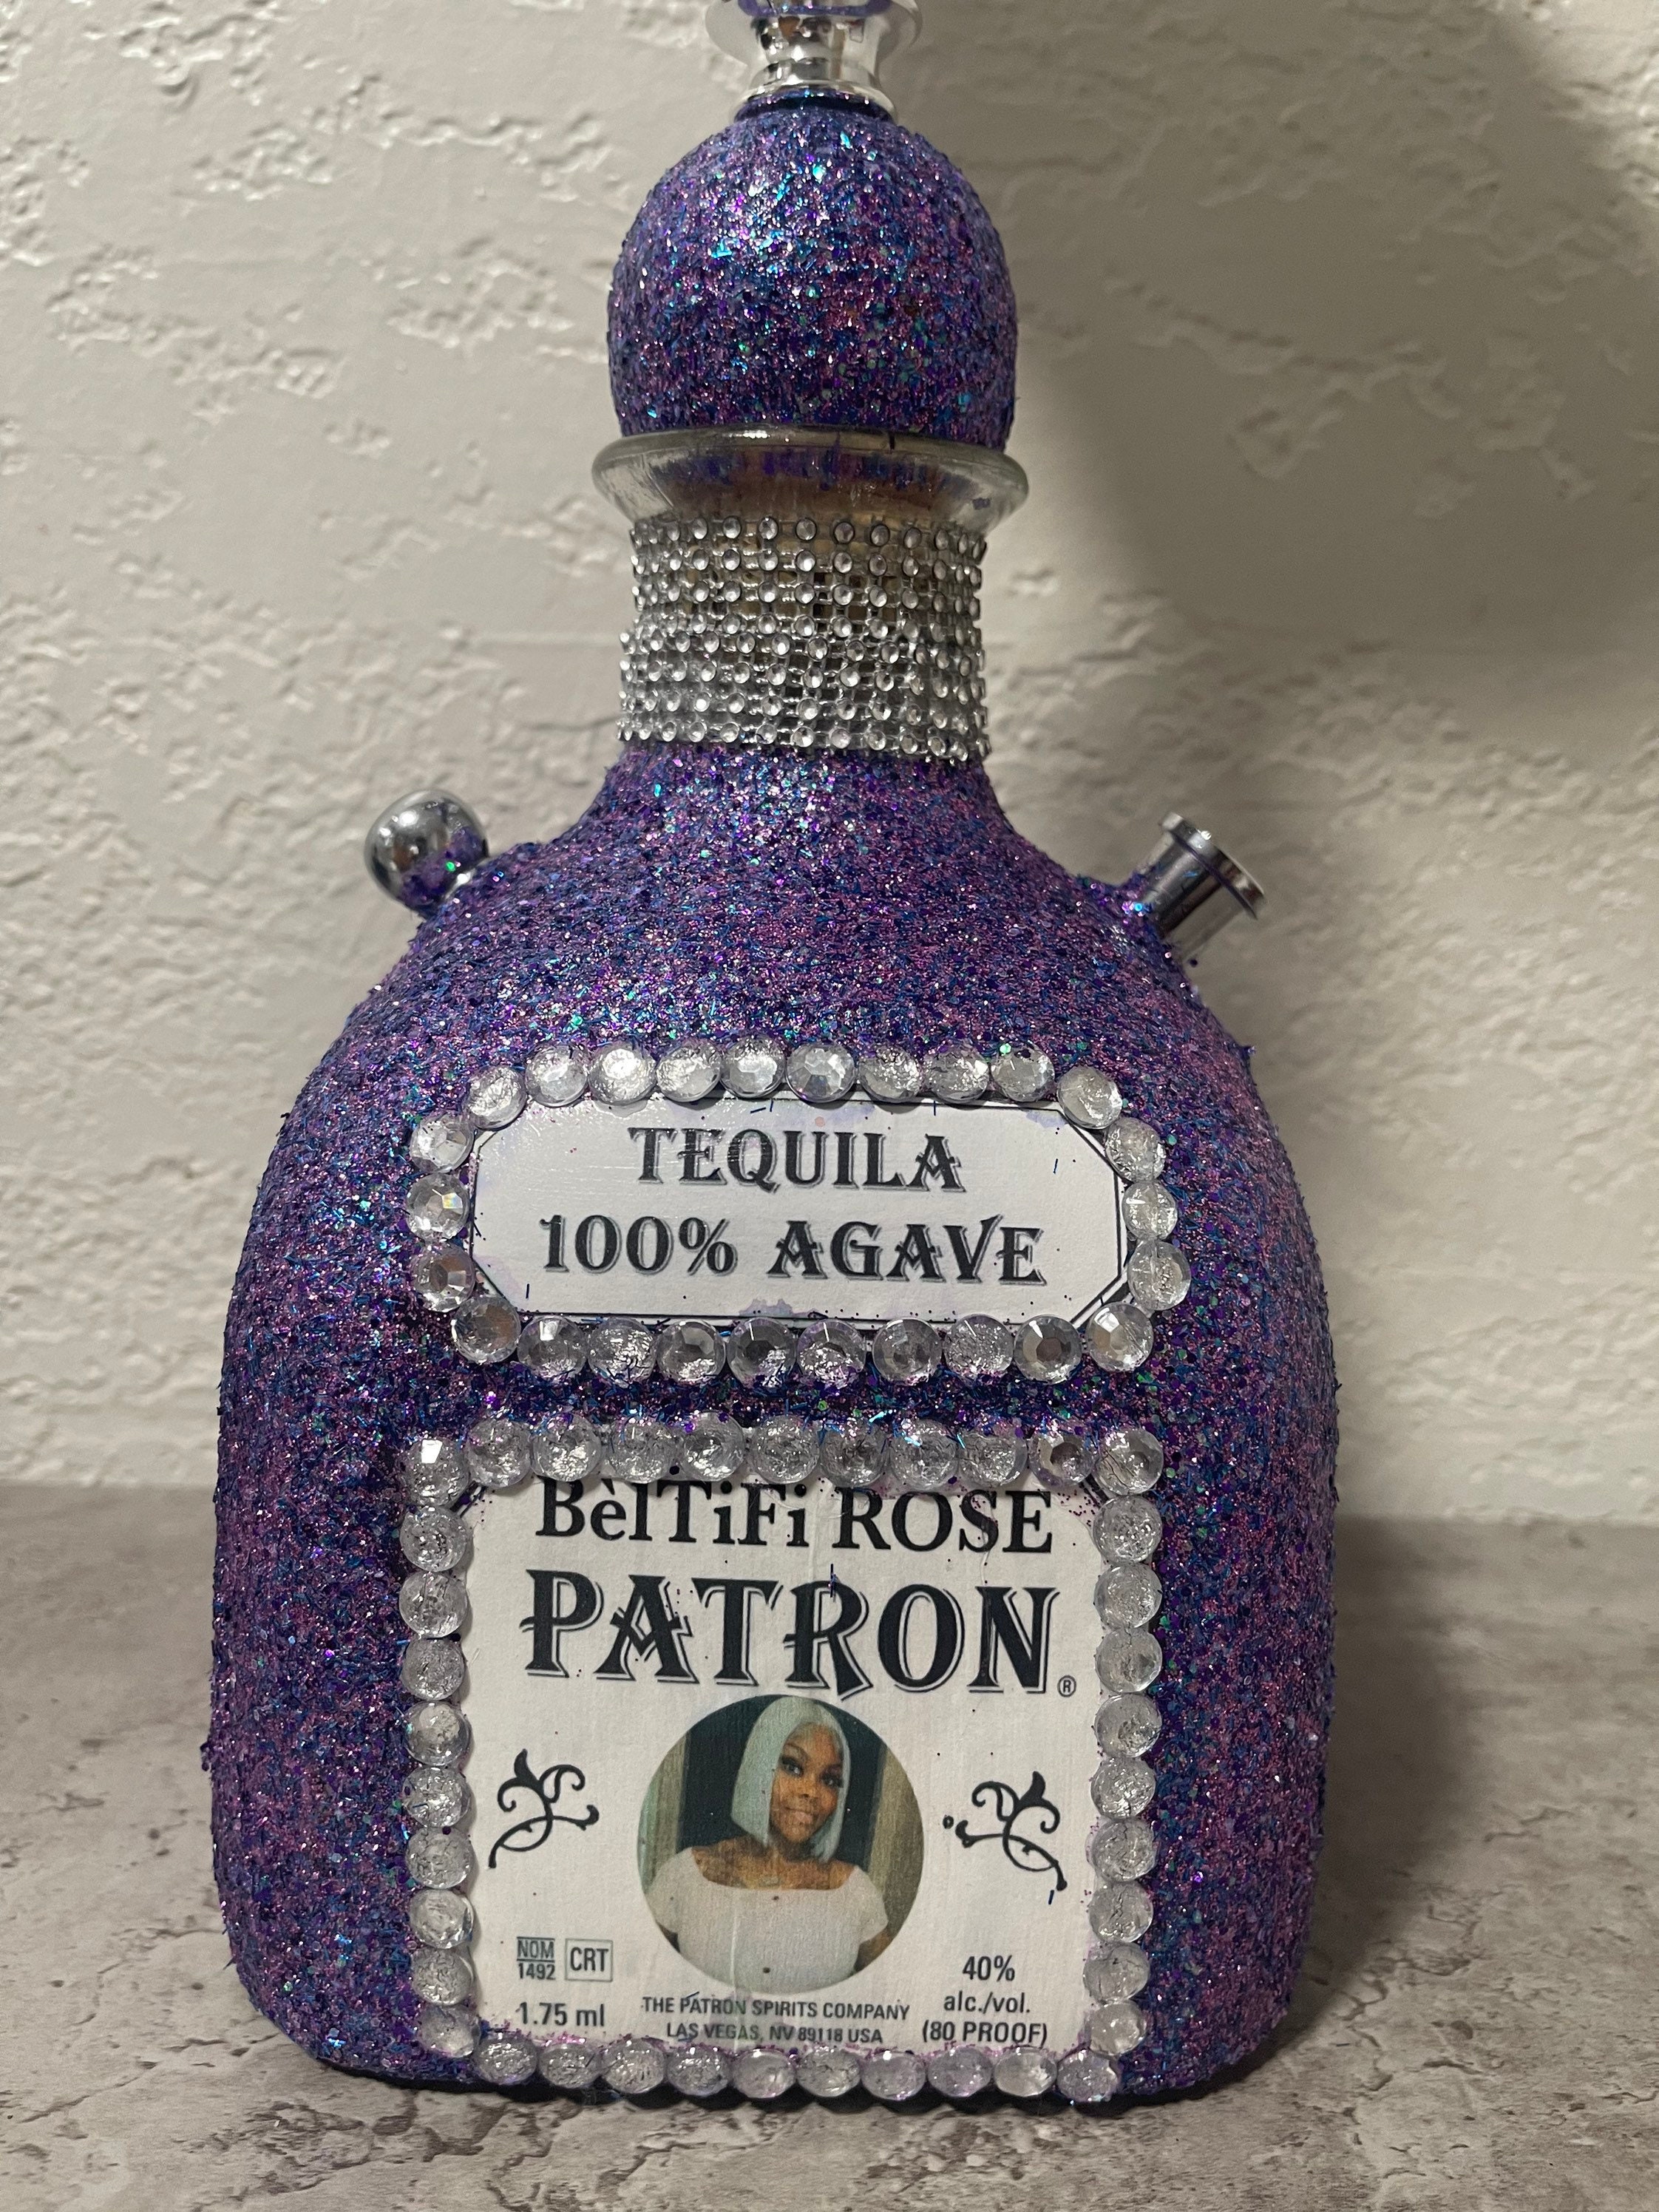 TEQUILA
100% AGAVE
BèlTiFi ROSE
PATRON®
NOM
1492
CRT
1.75 ml
THE PATRON SPIRITS COMPANY
LAS VEGAS, NV 89118 USA
40%
alc./vol.
(80 PROOF)